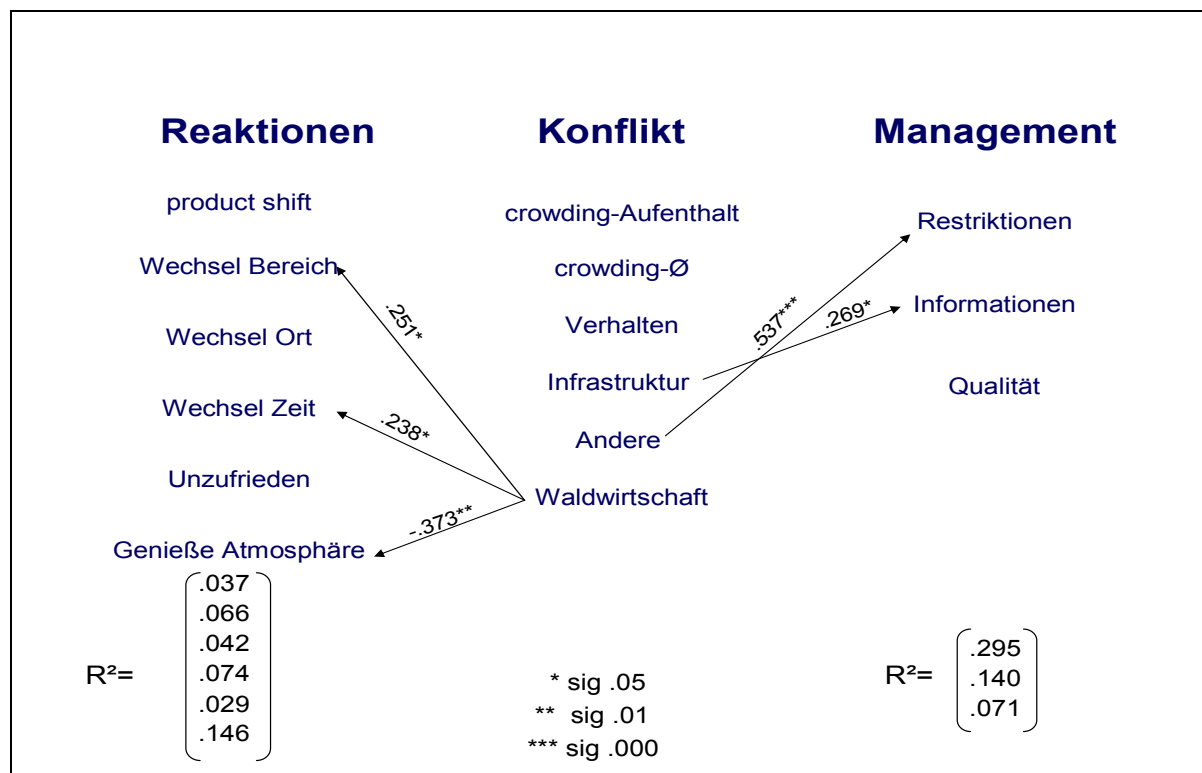 Reaktionen
product shift
Wechsel Bereich
Wechsel Ort
Wechsel Zeit
Unzufrieden
Genieße Atmosphäre
R²=
.037
.066
.042
.074
.029
.146
.251*
.238*
-.373**
Konflikt
crowding-Aufenthalt
crowding-Ø
Verhalten
Infrastruktur
Andere
Waldwirtschaft
* sig .05
** sig .01
*** sig .000
.537***
.269*
Management
Restriktionen
Informationen
Qualität
R²=
.295
.140
.071